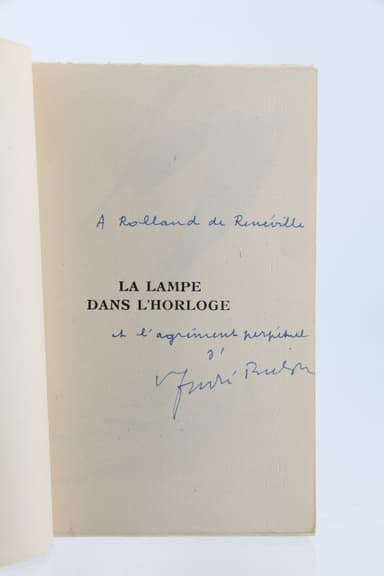 A Rolland de Renéville
LA LAMPE
DANS L'HORLOGE
et l'agrément perpétuel
d'
André Breton